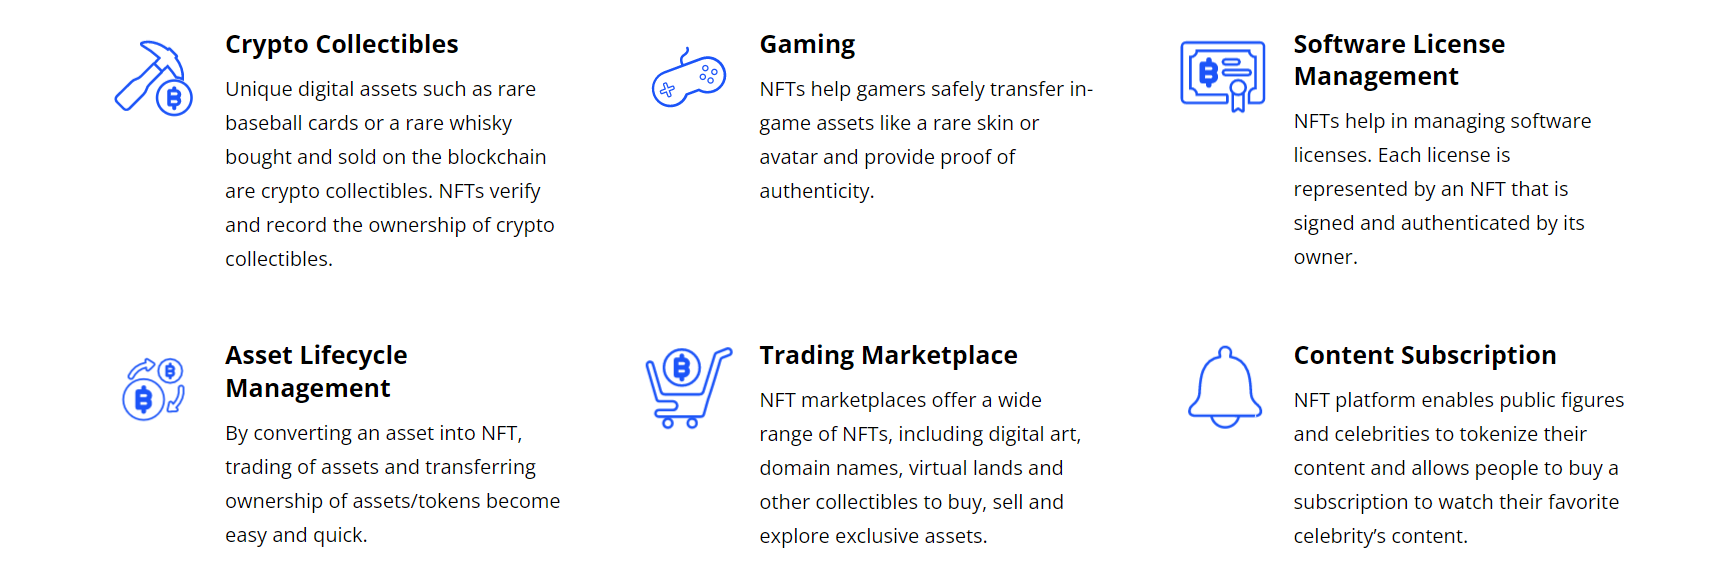 Crypto Collectibles
Unique digital assets such as rare
baseball cards or a rare whisky
bought and sold on the blockchain
are crypto collectibles. NFTs verify
and record the ownership of crypto
collectibles.
Gaming
NFTs help gamers safely transfer in-
game assets like a rare skin or
avatar and provide proof of
authenticity.
Software License
Management
NFTs help in managing software
licenses. Each license is
represented by an NFT that is
signed and authenticated by its
owner.
Asset Lifecycle
Management
By converting an asset into NFT,
trading of assets and transferring
ownership of assets/tokens become
easy and quick.
Trading Marketplace
NFT marketplaces offer a wide
range of NFTs, including digital art,
domain names, virtual lands and
other collectibles to buy, sell and
explore exclusive assets.
Content Subscription
NFT platform enables public figures
and celebrities to tokenize their
content and allows people to buy a
subscription to watch their favorite
celebrity’s content.